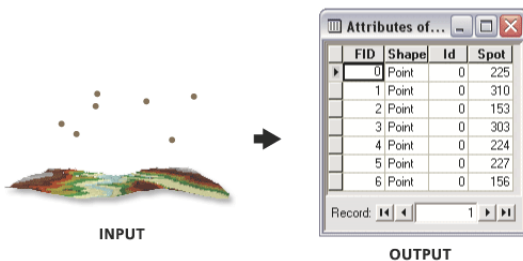 Attributes of...
FID Shape Id Spot
0 Point 0 225
1 Point 0 310
2 Point 0 153
3 Point 0 303
4 Point 0 224
5 Point 0 227
6 Point 0 156
Record: 1
INPUT
OUTPUT